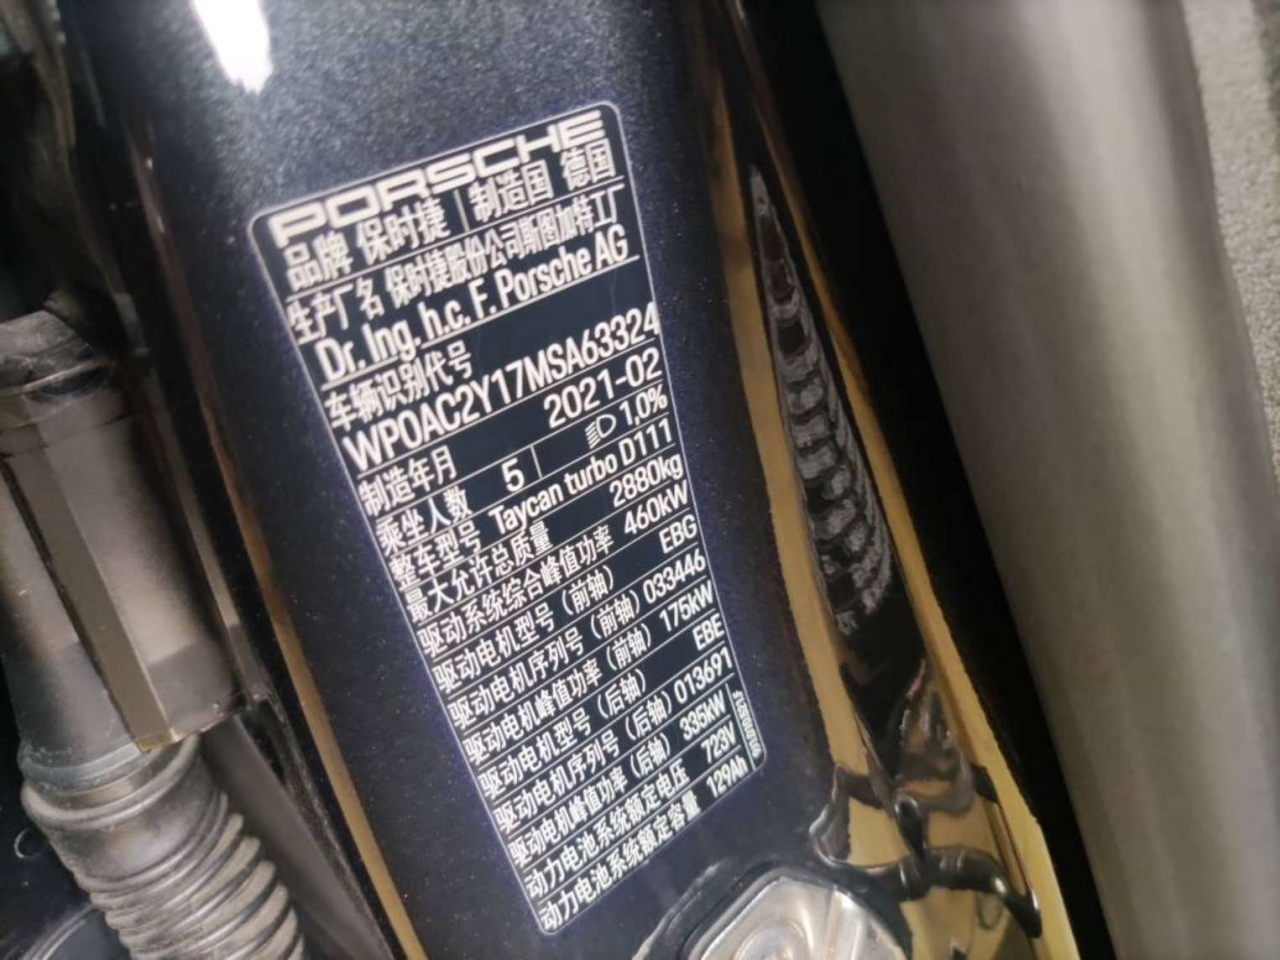 PORSCHE
品牌 保时捷 制造国 德国
生产厂名 保时捷股份公司斯图加特工厂
Dr. Ing. h.c. F. Porsche AG
车辆识别代号
WP0AC2Y17MSA63324
制造年月 2021-02
乘坐人数 5 1,0%
整车型号 Taycan turbo D111
最大允许总质量 2880kg
驱动系统综合峰值功率 460kW
驱动电机型号（前轴） EBG
驱动电机序列号（前轴） 033446
驱动电机峰值功率（前轴） 175kW
驱动电机型号（后轴） EBE
驱动电机序列号（后轴） 013691
驱动电机峰值功率（后轴） 335kW
动力电池系统额定电压 723V
动力电池系统额定容量 129Ah